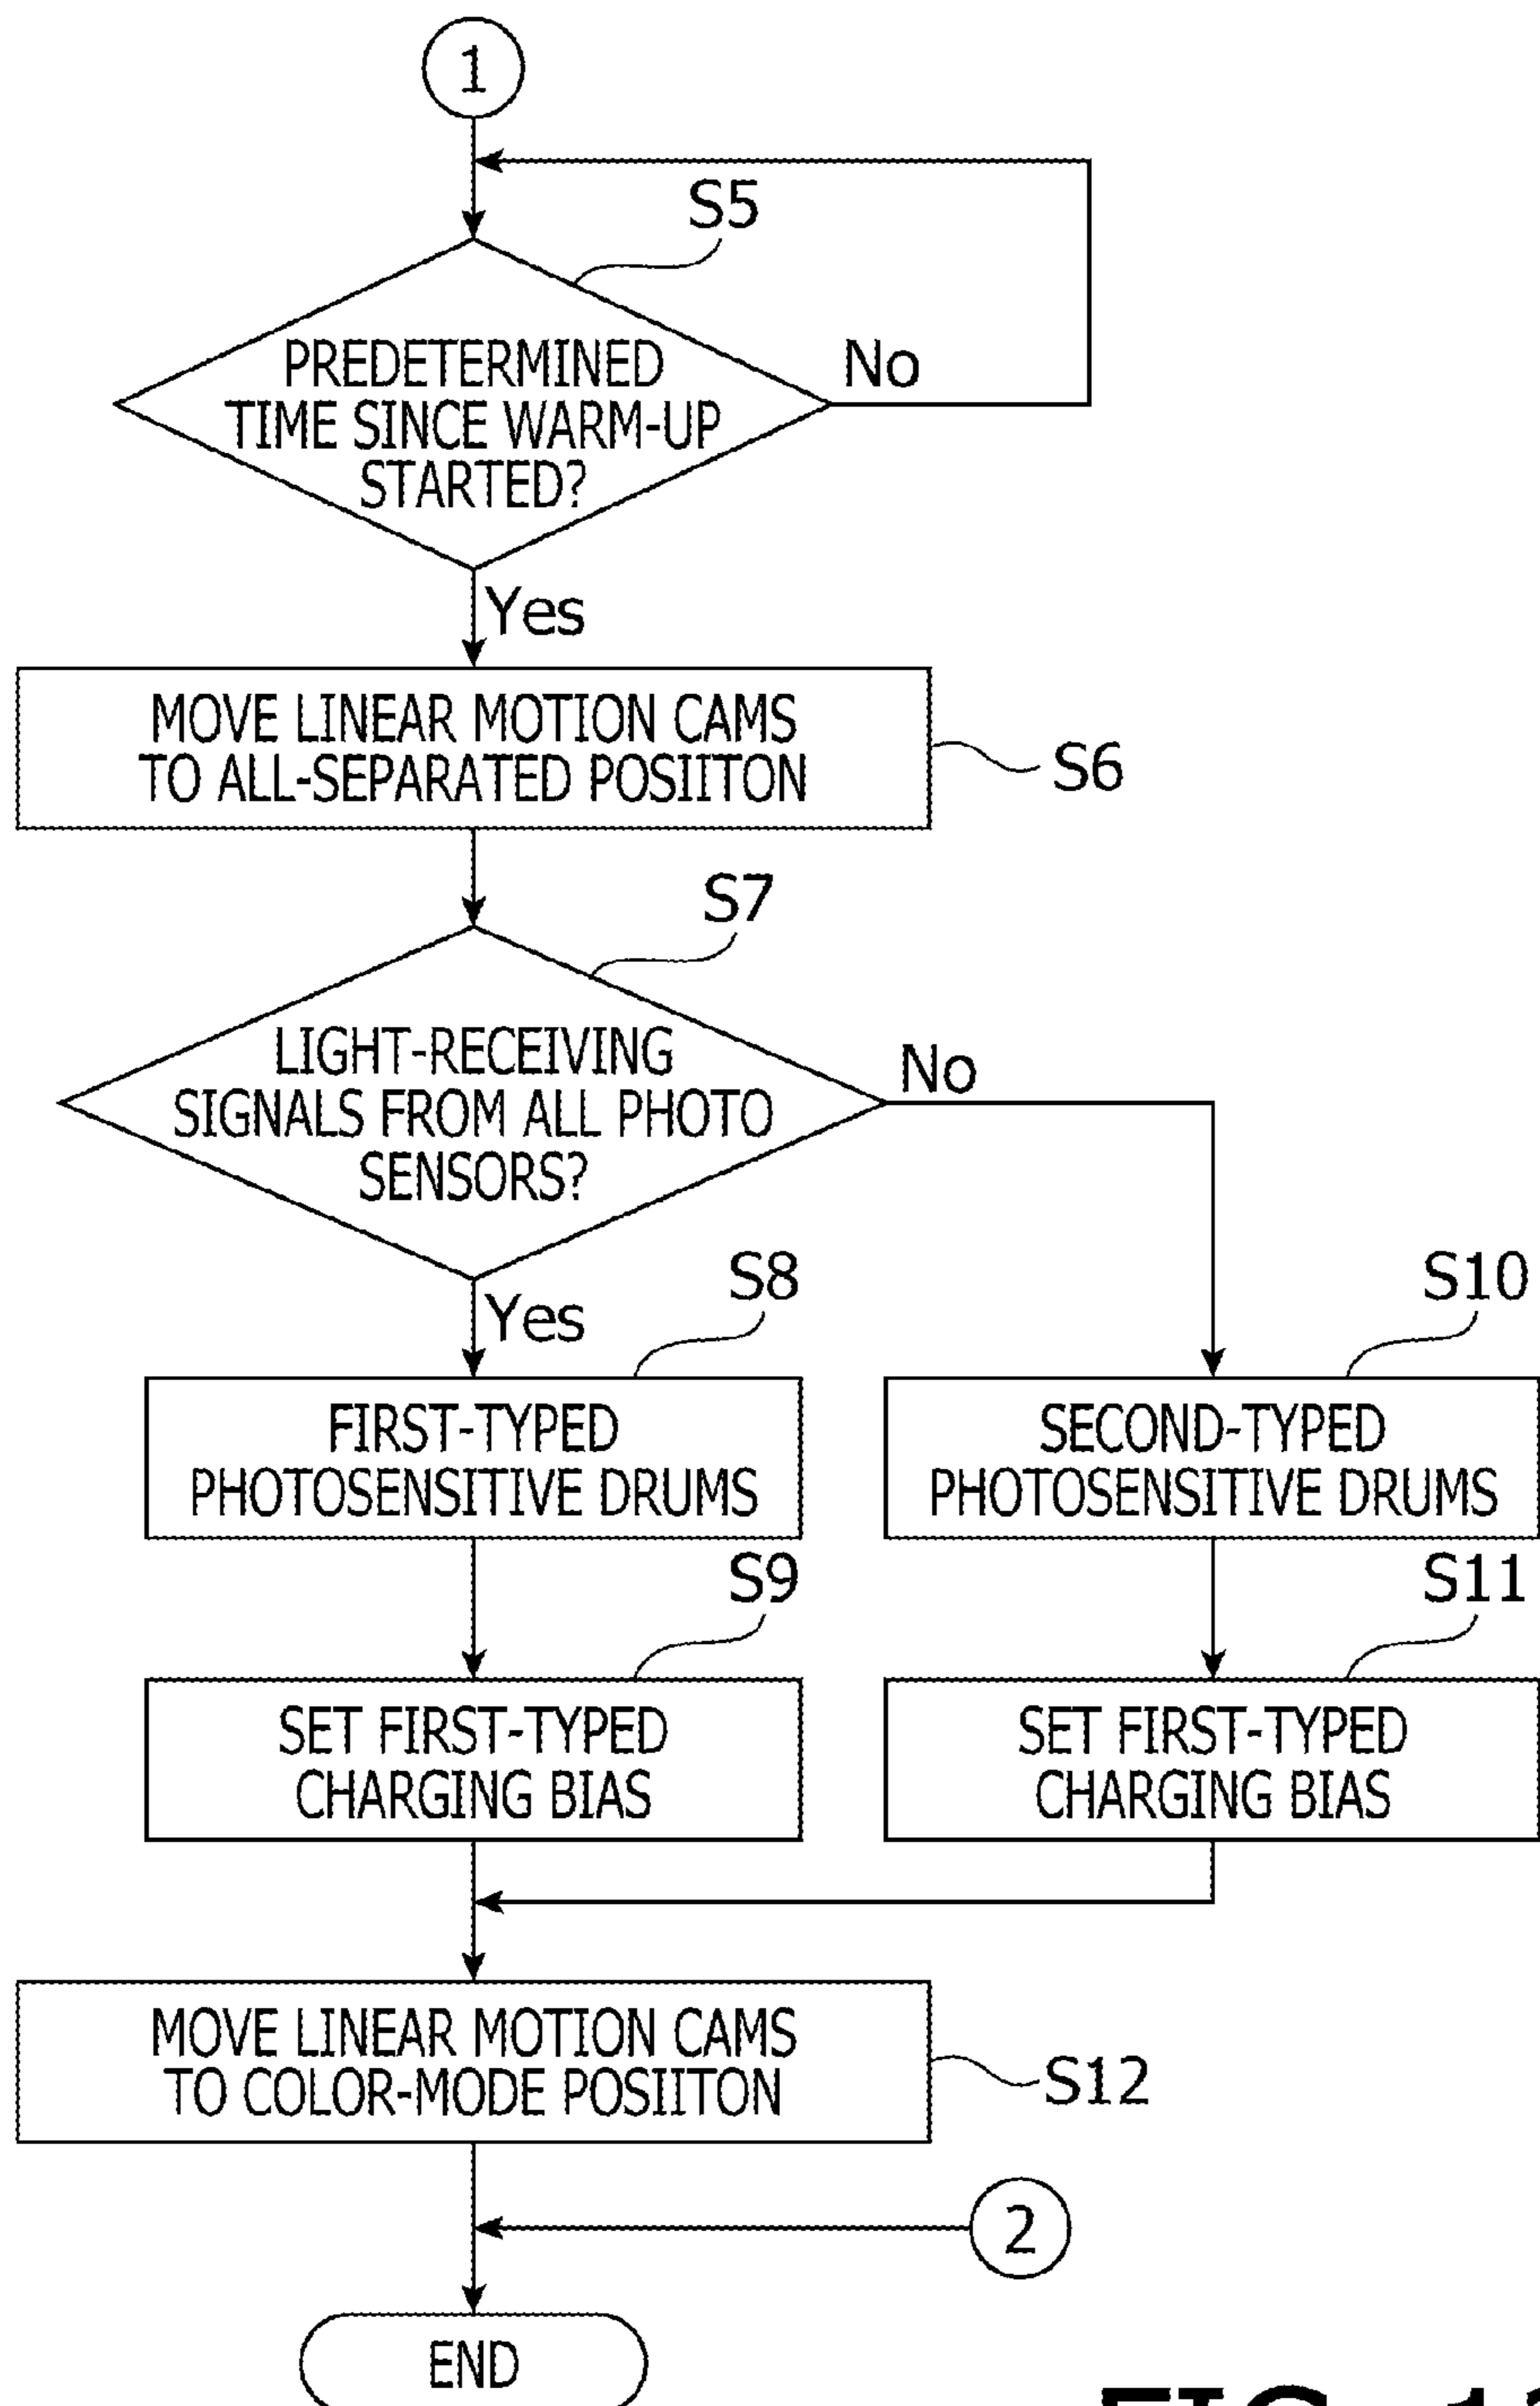 1
S5
PREDETERMINED
TIME SINCE WARM-UP
STARTED?
No
Yes
MOVE LINEAR MOTION CAMS
TO ALL-SEPARATED POSIITON
S6
S7
LIGHT-RECEIVING
SIGNALS FROM ALL PHOTO
SENSORS?
No
Yes
S8
FIRST-TYPED
PHOTOSENSITIVE DRUMS
S10
SECOND-TYPED
PHOTOSENSITIVE DRUMS
S9
SET FIRST-TYPED
CHARGING BIAS
S11
SET FIRST-TYPED
CHARGING BIAS
MOVE LINEAR MOTION CAMS
TO COLOR-MODE POSIITON
S12
2
END